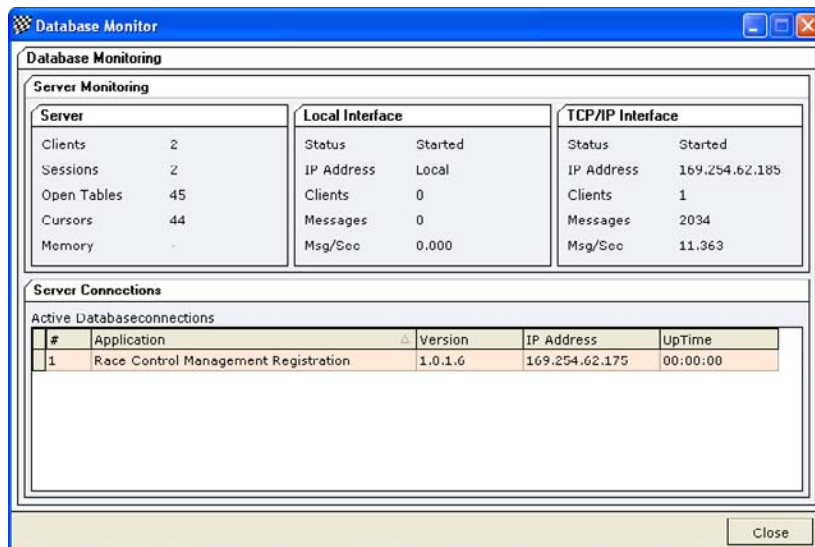 Database Monitor
Database Monitoring
Server Monitoring
Server
Clients 2
Sessions 2
Open Tables 45
Cursors 44
Memory -
Local Interface
Status Started
IP Address Local
Clients 0
Messages 0
Msg/Sec 0.000
TCP/IP Interface
Status Started
IP Address 169.254.62.185
Clients 1
Messages 2034
Msg/Sec 11.363
Server Connections
Active Databaseconnections
# Application Version IP Address UpTime
1 Race Control Management Registration 1.0.1.6 169.254.62.175 00:00:00
Close